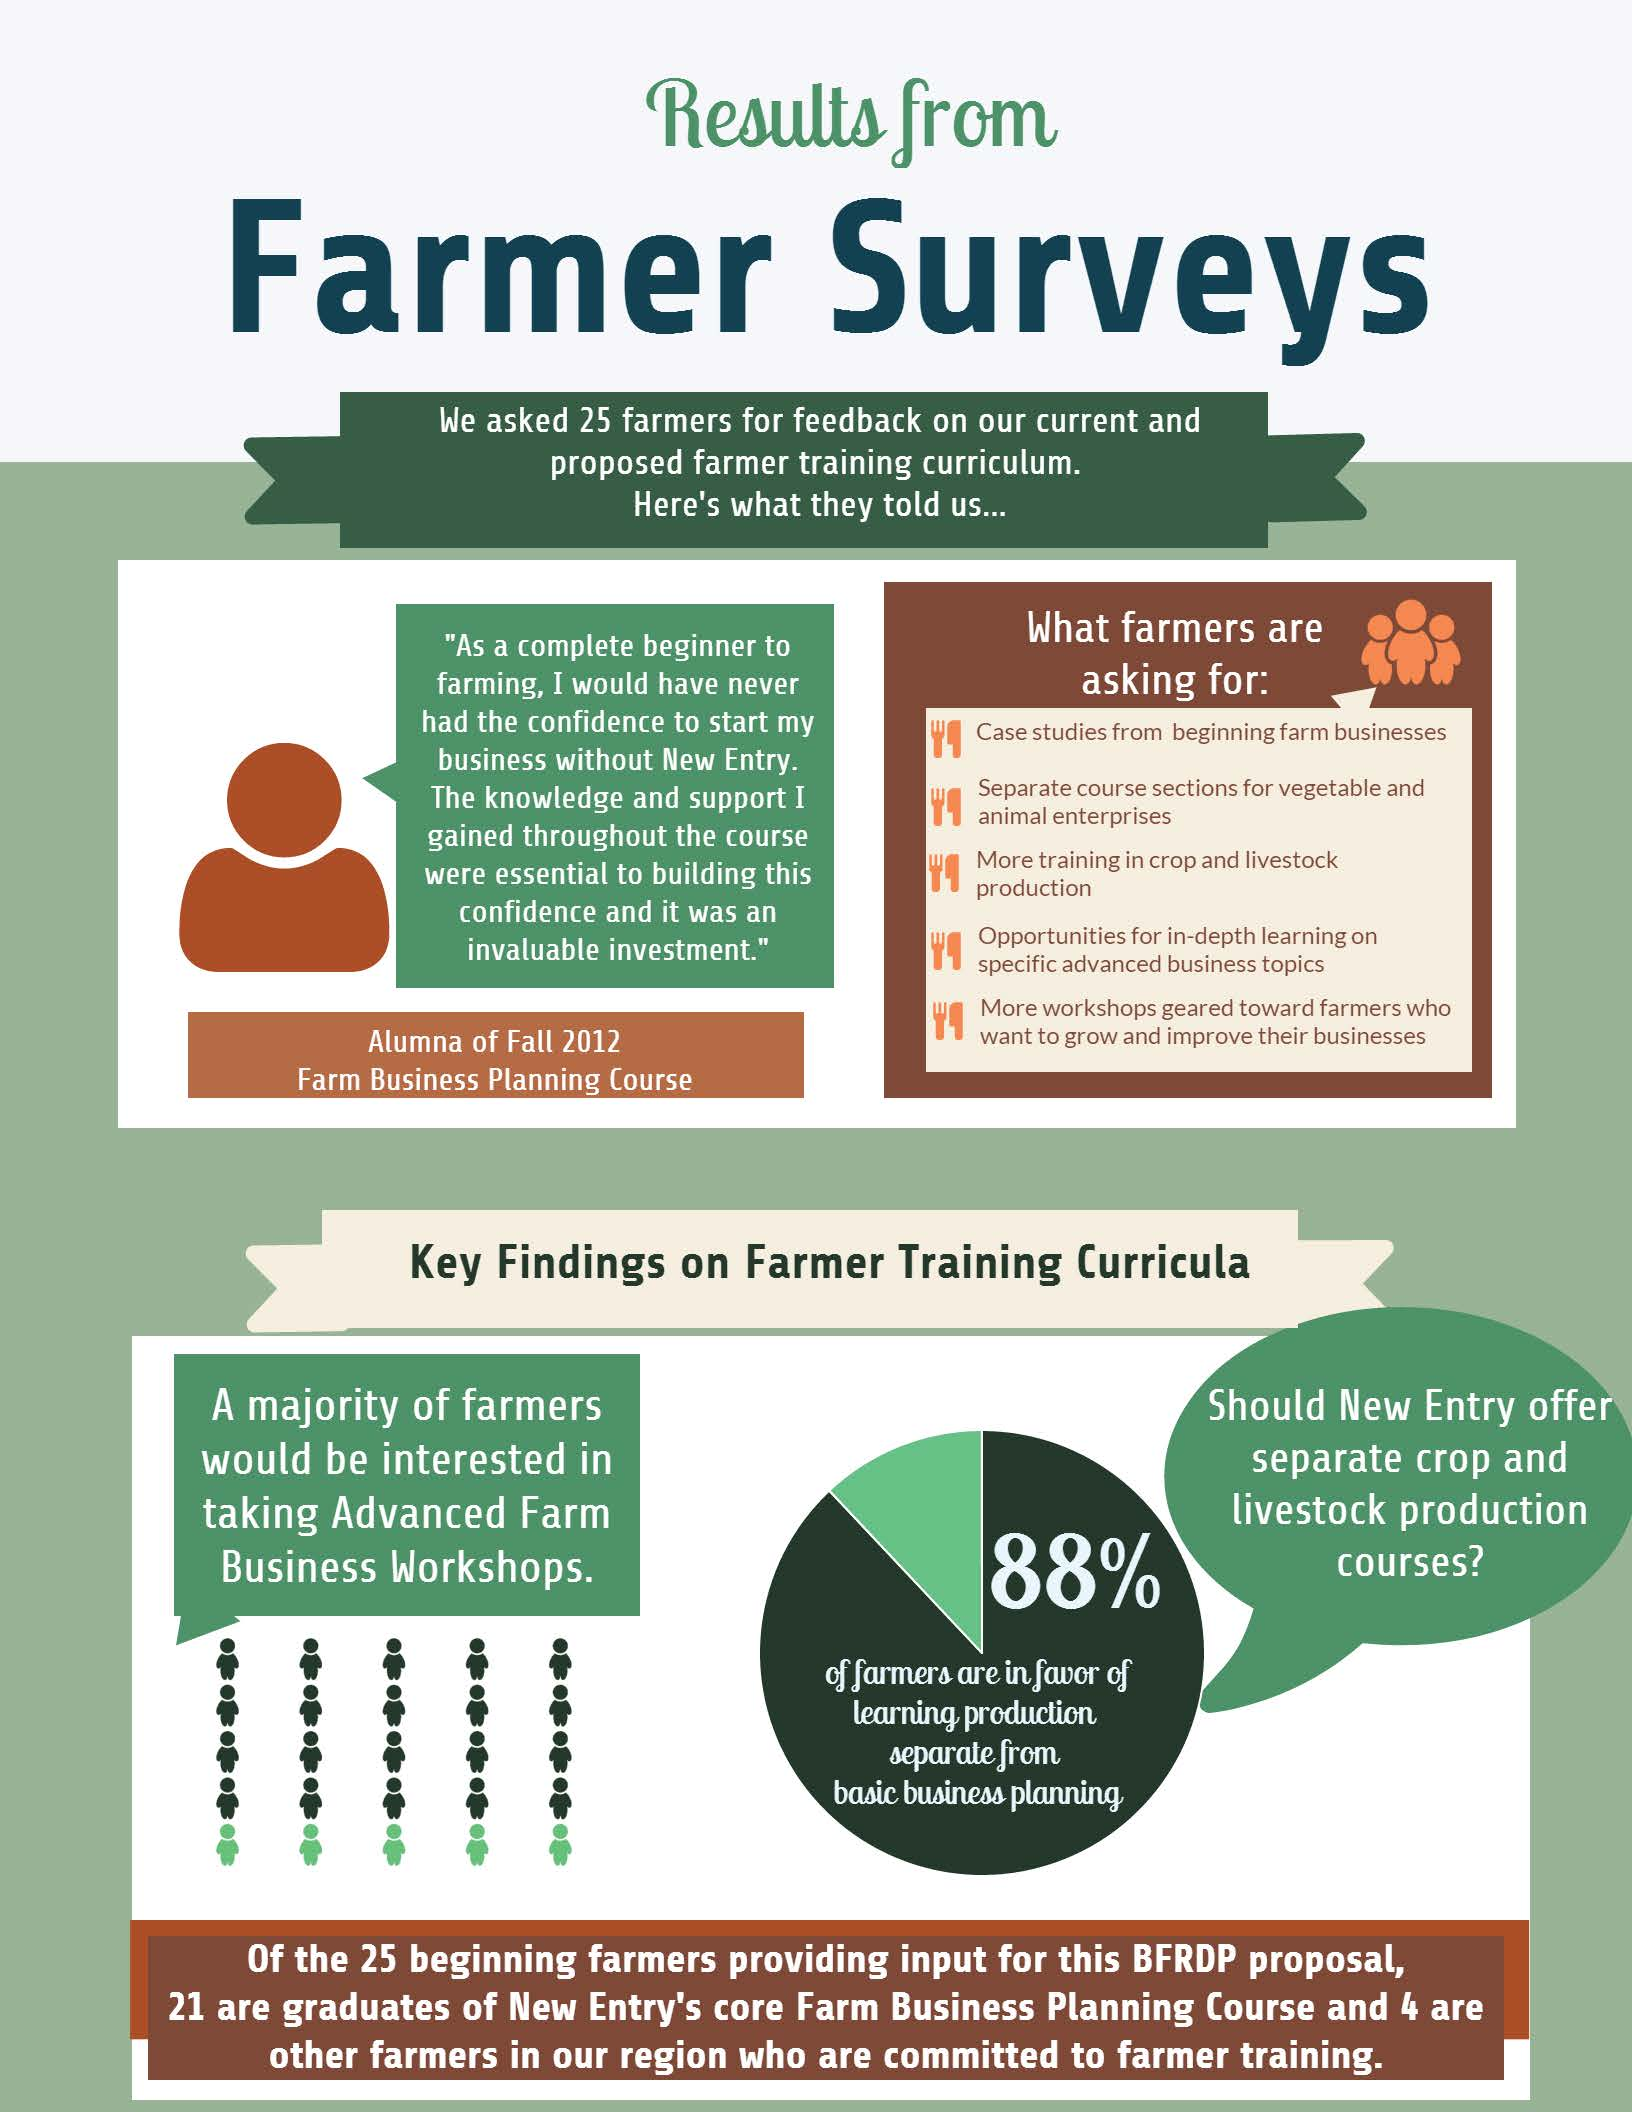 Results from
Farmer Surveys
We asked 25 farmers for feedback on our current and
proposed farmer training curriculum.
Here's what they told us...
"As a complete beginner to
farming, I would have never
had the confidence to start my
business without New Entry.
The knowledge and support I
gained throughout the course
were essential to building this
confidence and it was an
invaluable investment."
Alumna of Fall 2012
Farm Business Planning Course
What farmers are
asking for:
Case studies from beginning farm businesses
Separate course sections for vegetable and
animal enterprises
More training in crop and livestock
production
Opportunities for in-depth learning on
specific advanced business topics
More workshops geared toward farmers who
want to grow and improve their businesses
Key Findings on Farmer Training Curricula
A majority of farmers
would be interested in
taking Advanced Farm
Business Workshops.
Should New Entry offer
separate crop and
livestock production
courses?
88%
of farmers are in favor of
learning production
separate from
basic business planning
Of the 25 beginning farmers providing input for this BFRDP proposal,
21 are graduates of New Entry's core Farm Business Planning Course and 4 are
other farmers in our region who are committed to farmer training.